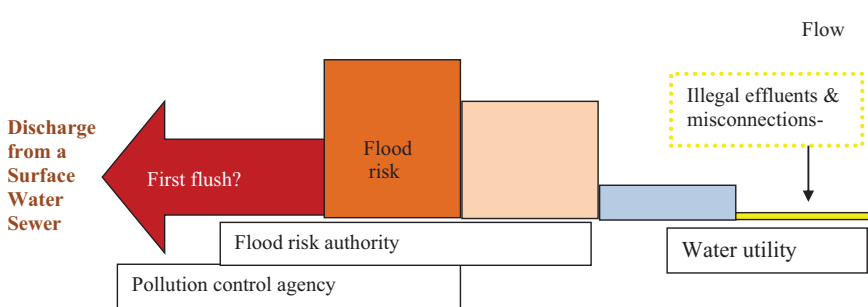 Flow
Illegal effluents &
misconnections-
Discharge
from a
Surface
Water
Sewer
First flush?
Flood
risk
Flood risk authority
Water utility
Pollution control agency